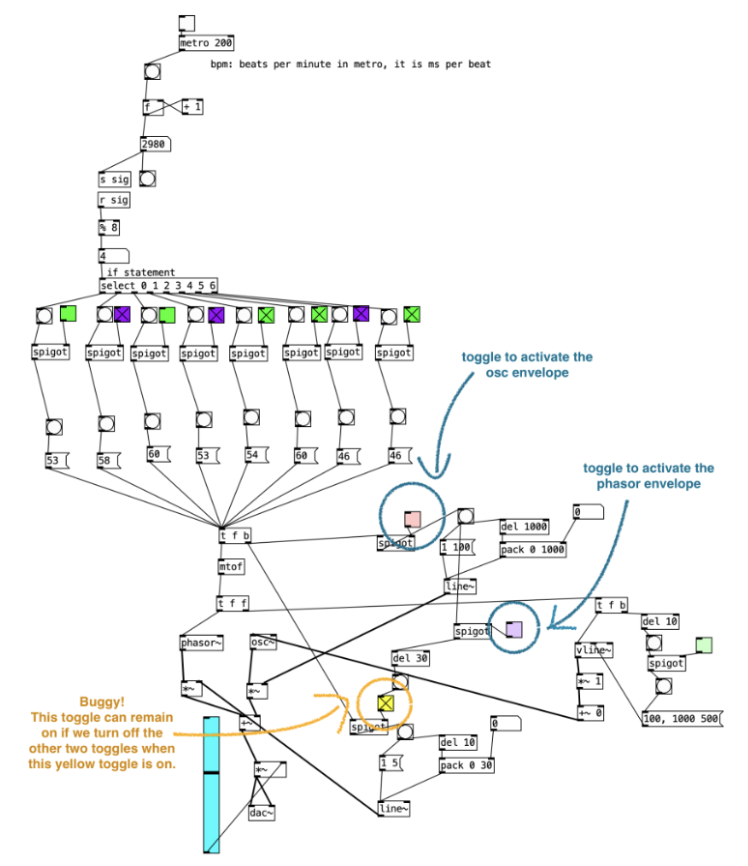 metro 200
bpm: beats per minute in metro, it is ms per beat
f
+ 1
2980
s sig
r sig
% 8
4
if statement
select 0 1 2 3 4 5 6
spigot spigot spigot spigot spigot spigot spigot spigot
53 58 60 53 54 60 46 46
toggle to activate the
osc envelope
toggle to activate the
phasor envelope
0
del 1000
t f b
spigot
1 100
pack 0 1000
mtof
line~
t f f
t f b
del 10
spigot
phasor~
osc~
vline~
spigot
del 30
*~
*~
*~ 1
Buggy!
This toggle can remain
on if we turn off the
other two toggles when
this yellow toggle is on.
+~
spigot
0
+~ 0
100, 1000 500
del 10
*~
1 5
pack 0 30
dac~
line~